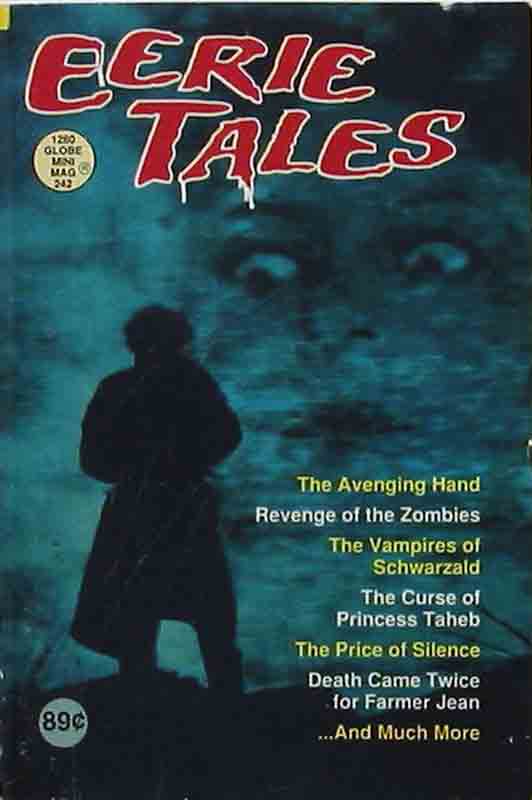 EERIE
TALES
1260
GLOBE
MINI
MAG ®
242
The Avenging Hand
Revenge of the Zombies
The Vampires of
Schwarzald
The Curse of
Princess Taheb
The Price of Silence
Death Came Twice
for Farmer Jean
...And Much More
89¢